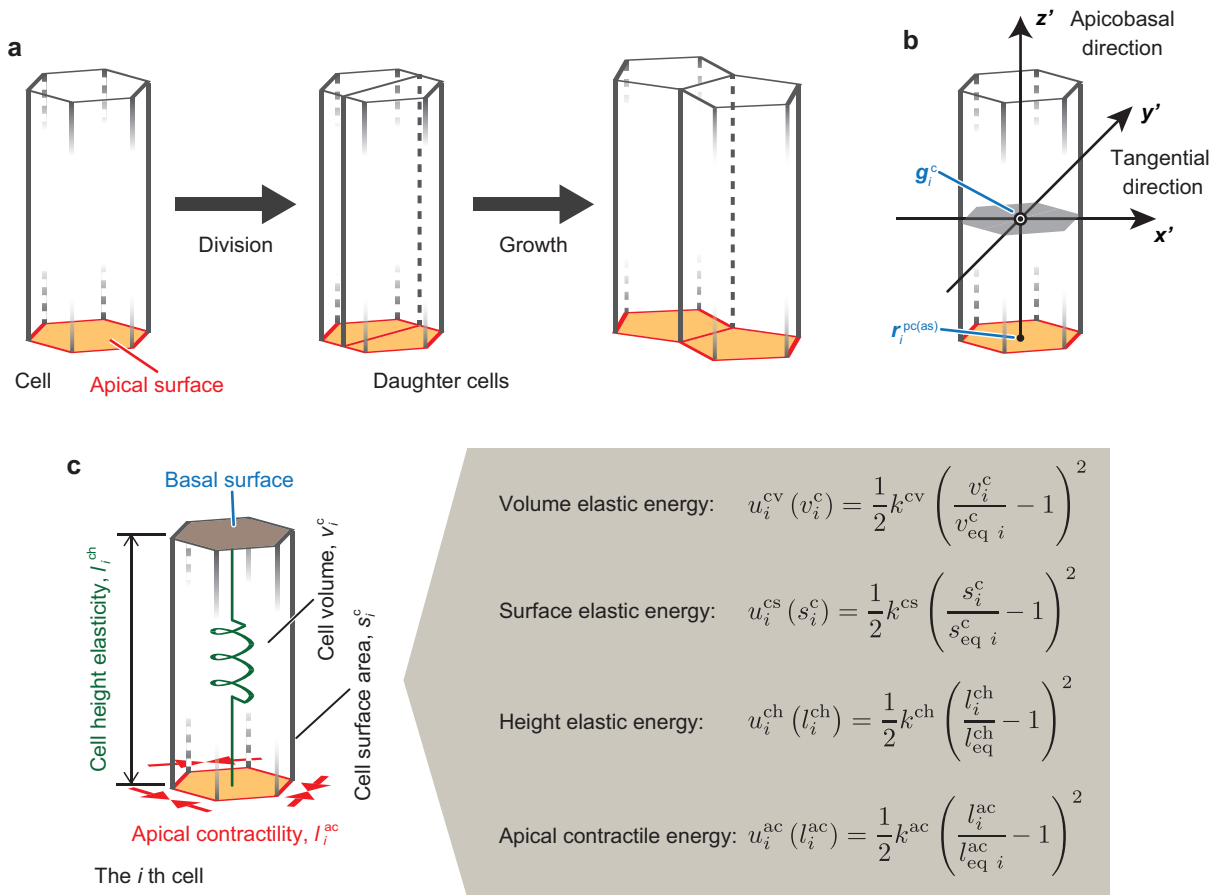 a
Division
Growth
Cell
Apical surface
Daughter cells
b
z’
Apicobasal
direction
y’
Tangential
direction
g_i^c
x’
r_i^pc(as)
c
Basal surface
Cell height elasticity, l_i^ch
Cell volume, v_i^c
Cell surface area, s_i^c
Apical contractility, l_i^ac
The i th cell
Volume elastic energy: u_i^cv (v_i^c) = 1/2 k^cv (v_i^c / v_eq i^c − 1)^2
Surface elastic energy: u_i^cs (s_i^c) = 1/2 k^cs (s_i^c / s_eq i^c − 1)^2
Height elastic energy: u_i^ch (l_i^ch) = 1/2 k^ch (l_i^ch / l_eq^ch − 1)^2
Apical contractile energy: u_i^ac (l_i^ac) = 1/2 k^ac (l_i^ac / l_eq i^ac − 1)^2